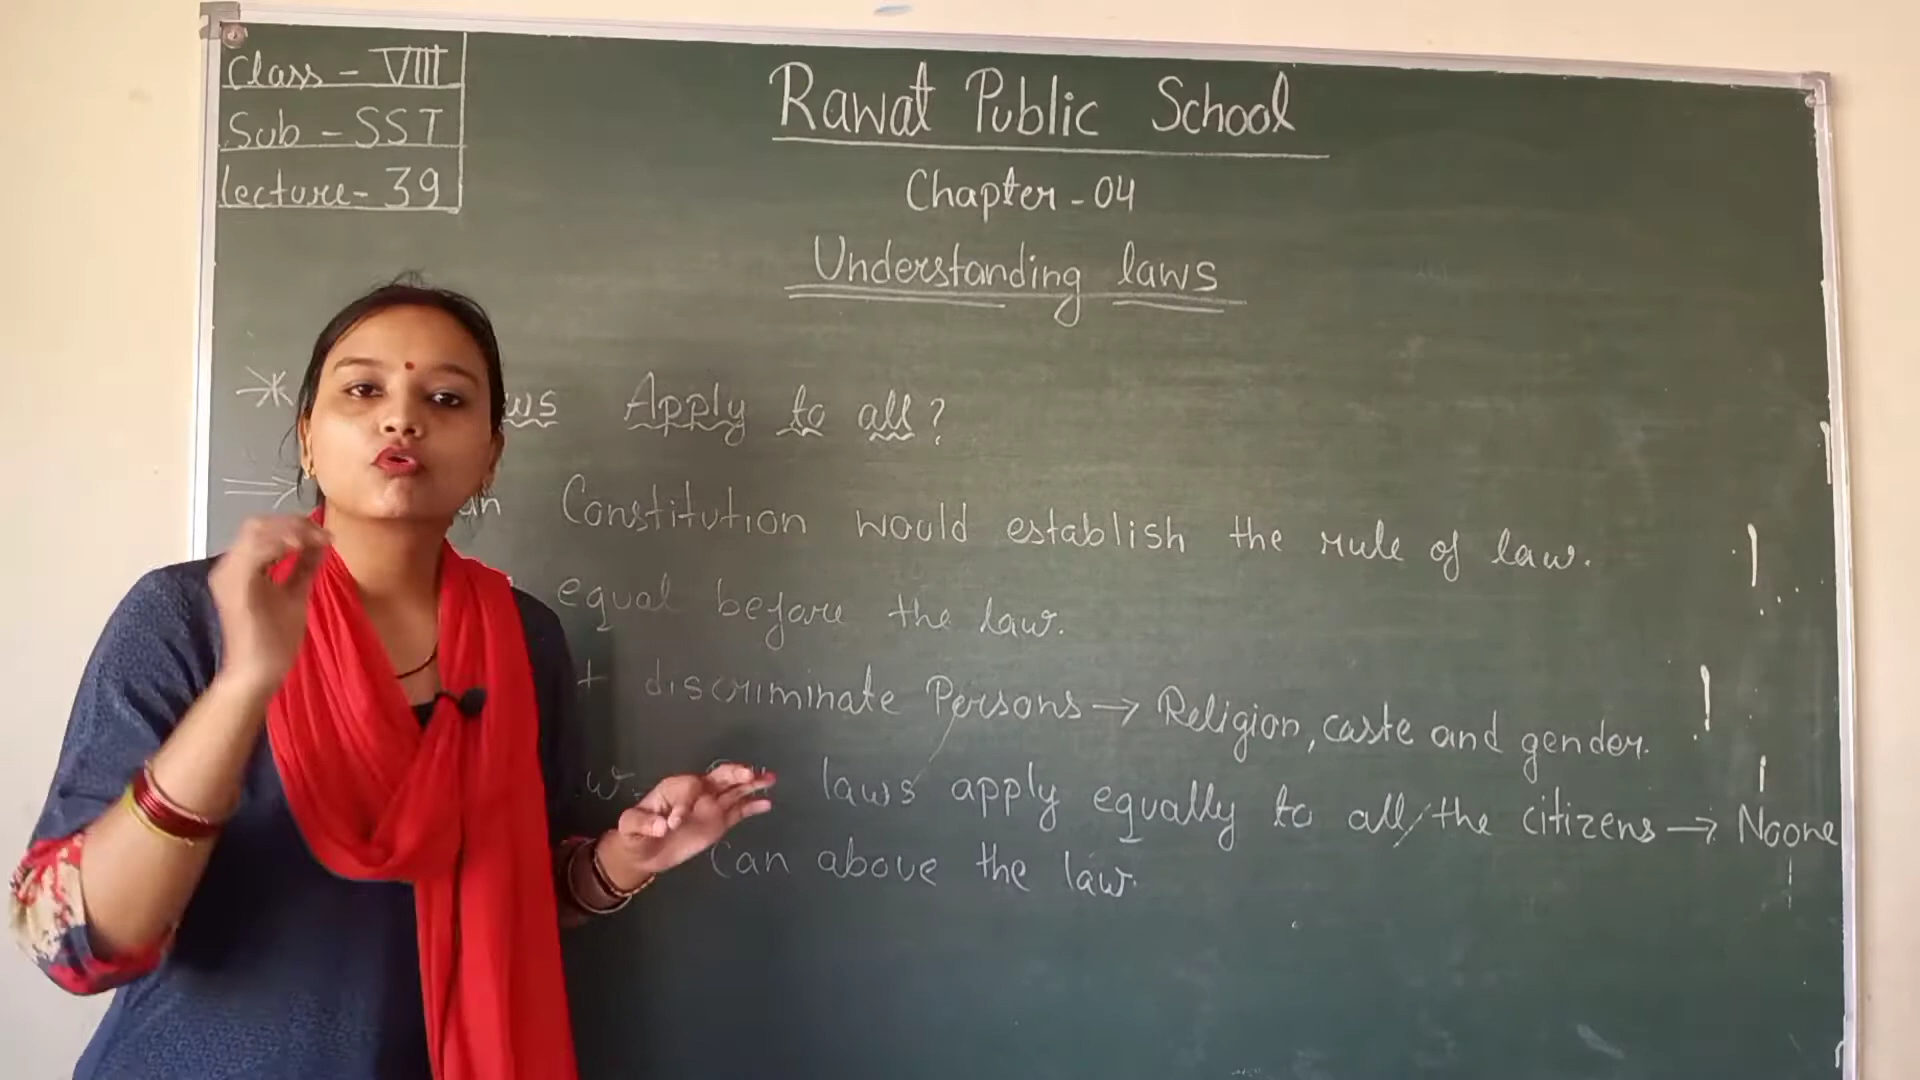 Class - VIII
Sub - SST
lecture - 39
Rawat Public School
Chapter - 04
Understanding laws
Apply to all?
Constitution would establish the rule of law.
equal before the law.
discriminate Persons → Religion, caste and gender.
laws apply equally to all/the citizens → Noone
Can above the law.